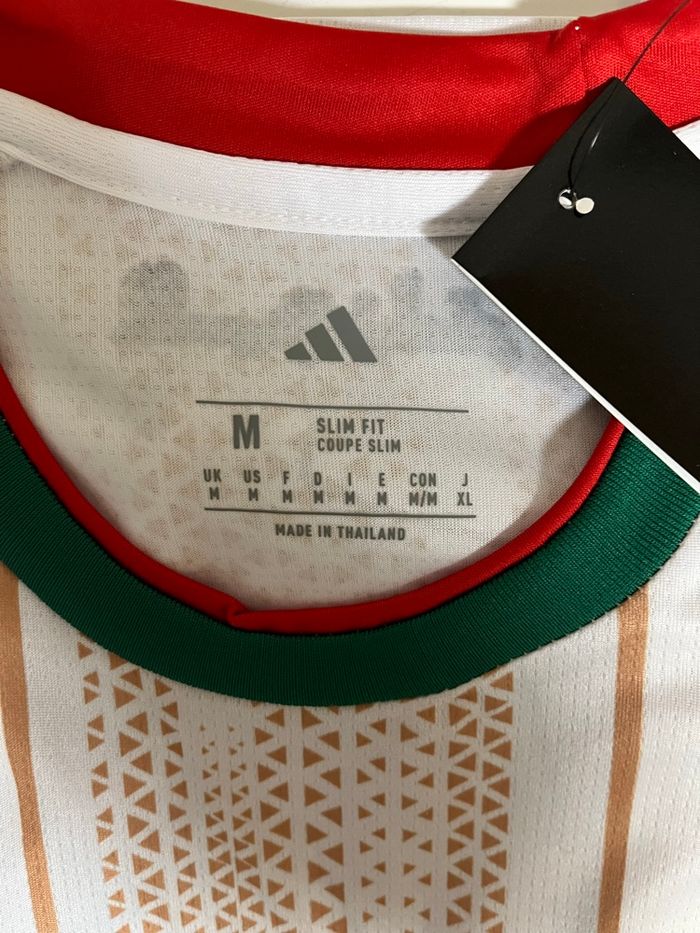 M
SLIM FIT
COUPE SLIM
UK US F D I E CON J
M M M M M M M/M XL
MADE IN THAILAND